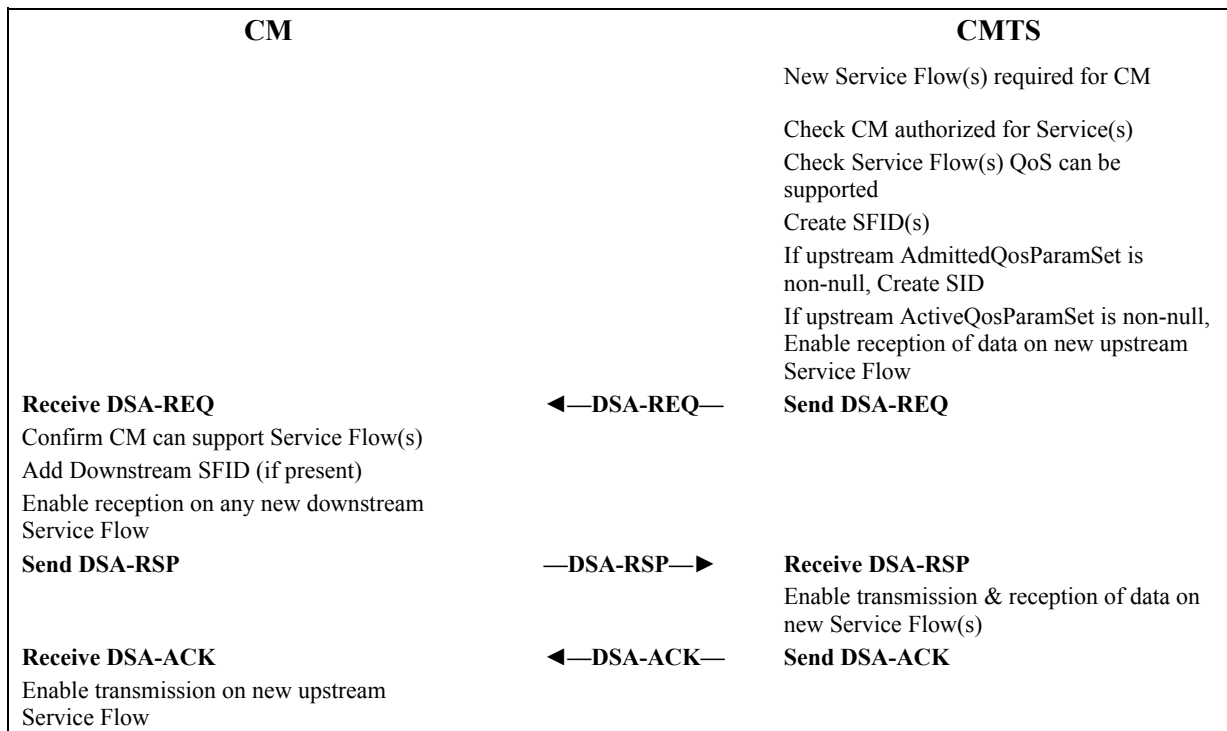 CM CMTS
New Service Flow(s) required for CM
Check CM authorized for Service(s)
Check Service Flow(s) QoS can be
supported
Create SFID(s)
If upstream AdmittedQosParamSet is
non-null, Create SID
If upstream ActiveQosParamSet is non-null,
Enable reception of data on new upstream
Service Flow
Receive DSA-REQ ◄—DSA-REQ— Send DSA-REQ
Confirm CM can support Service Flow(s)
Add Downstream SFID (if present)
Enable reception on any new downstream
Service Flow
Send DSA-RSP —DSA-RSP—► Receive DSA-RSP
Enable transmission & reception of data on
new Service Flow(s)
Receive DSA-ACK ◄—DSA-ACK— Send DSA-ACK
Enable transmission on new upstream
Service Flow